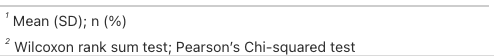 1 Mean (SD); n (%)
2 Wilcoxon rank sum test; Pearson’s Chi-squared test